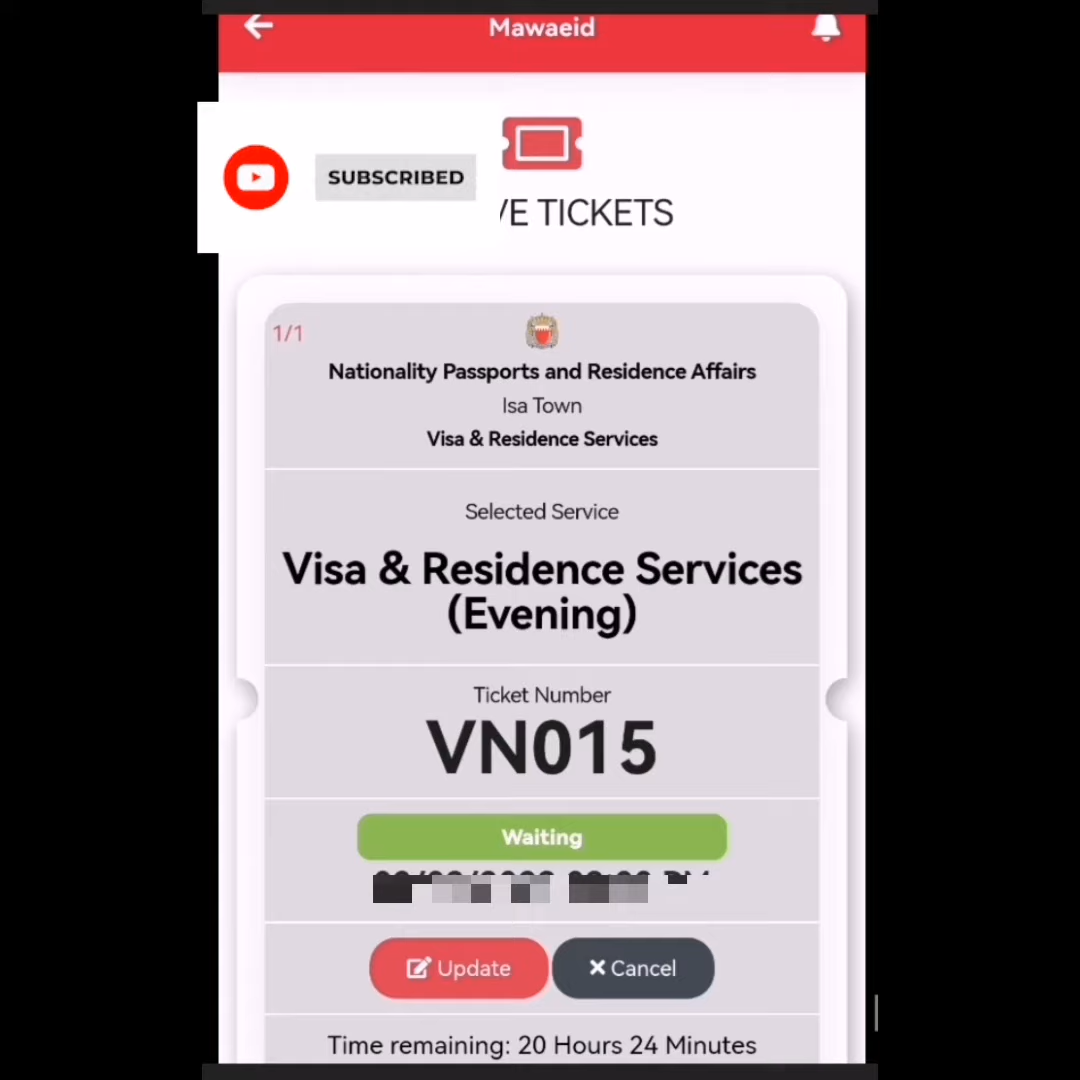 Mawaeid
SUBSCRIBED
VE TICKETS
1/1
Nationality Passports and Residence Affairs
Isa Town
Visa & Residence Services
Selected Service
Visa & Residence Services
(Evening)
Ticket Number
VN015
Waiting
Update
Cancel
Time remaining: 20 Hours 24 Minutes